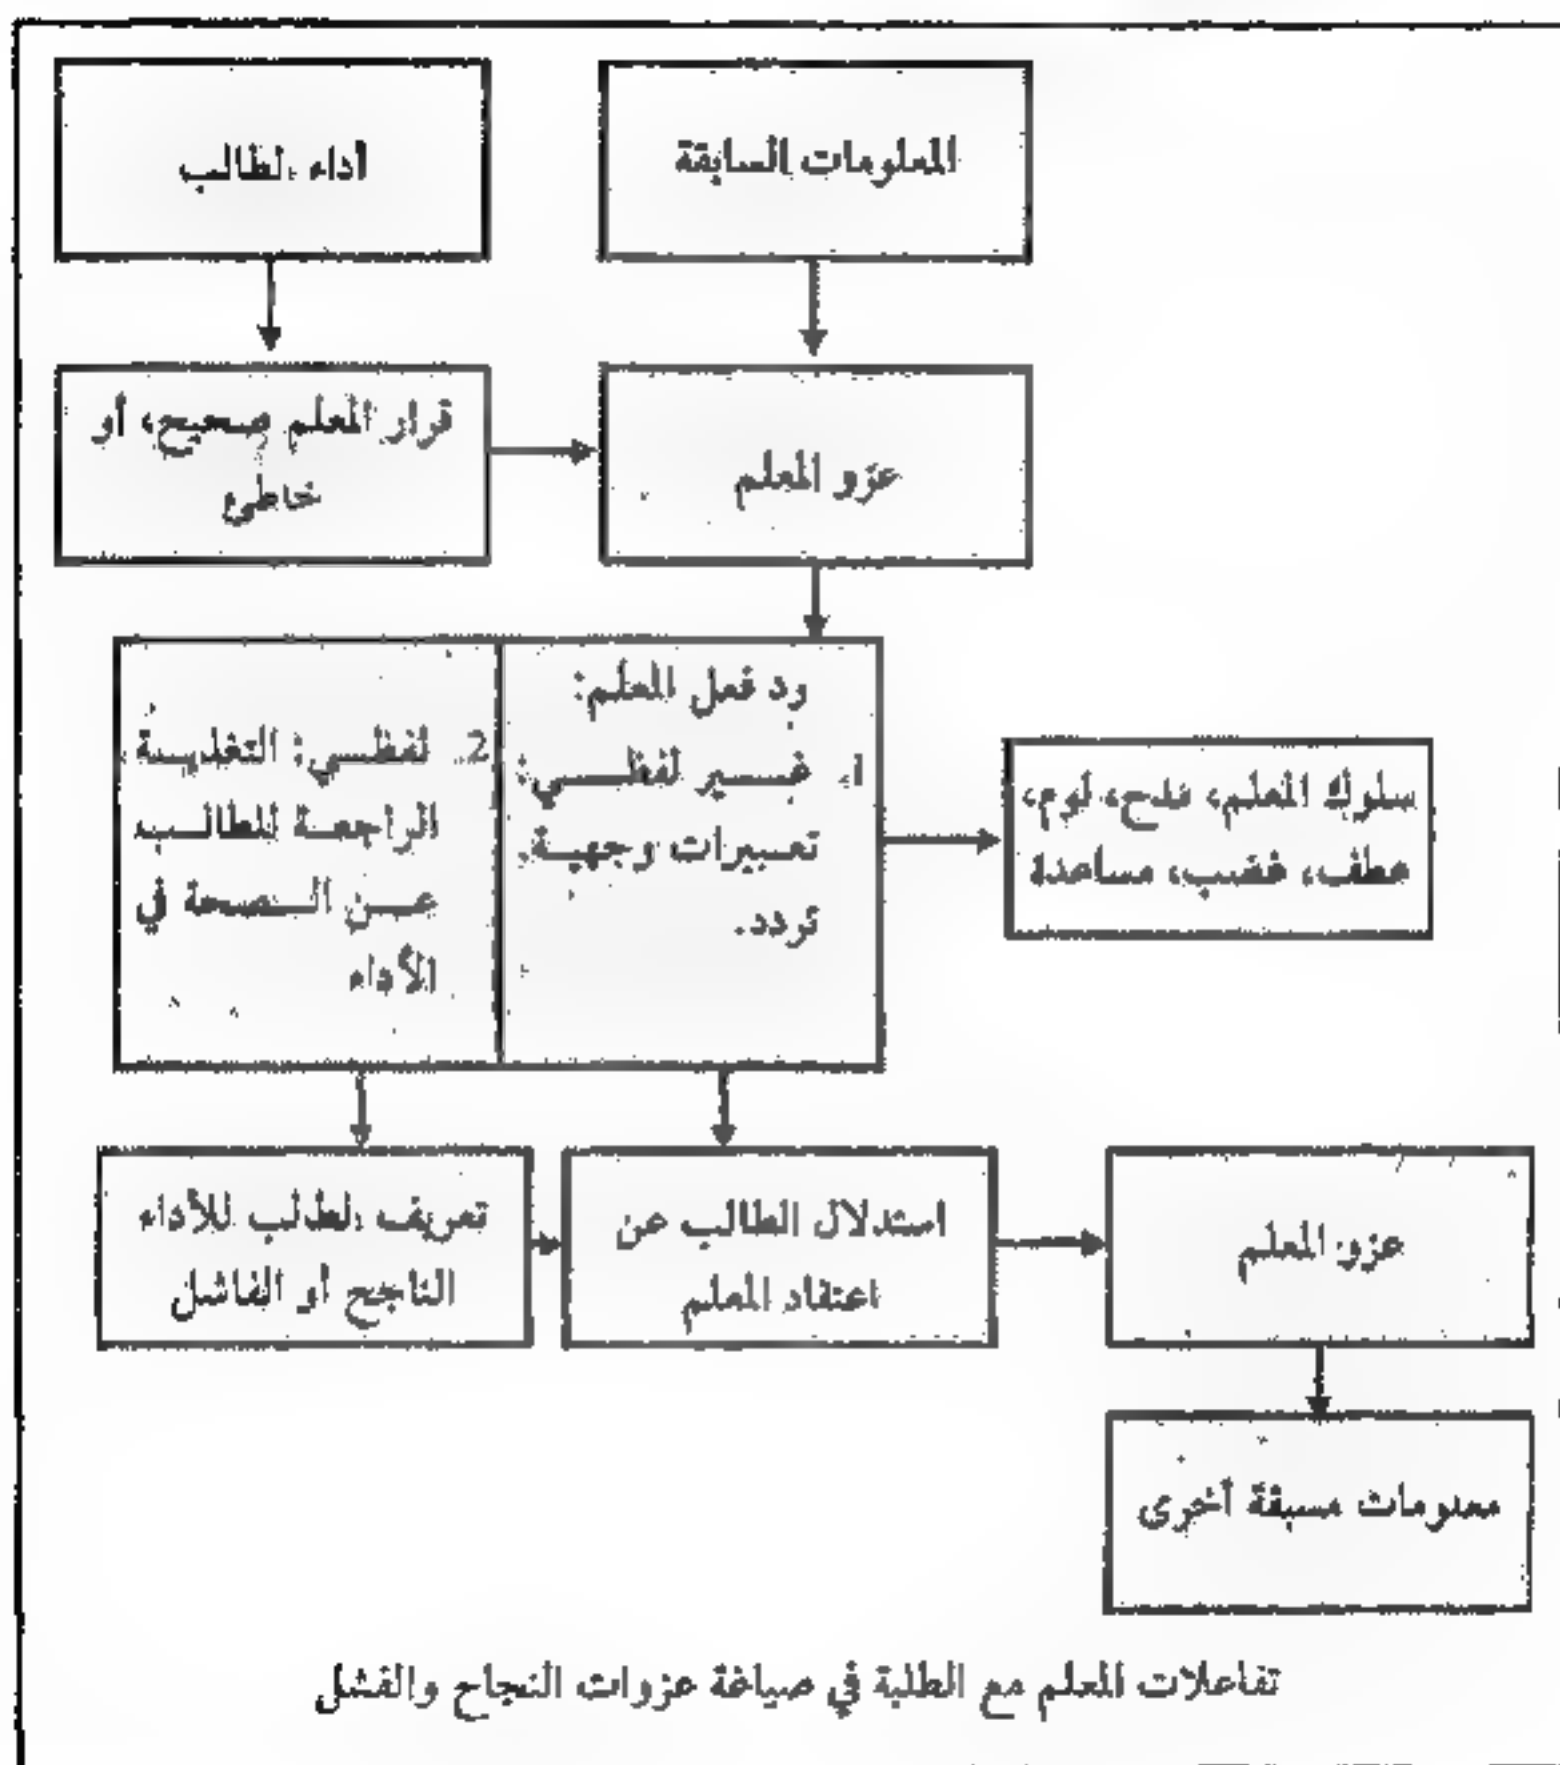 المعلومات السابقة
أداء الطالب
قرار المعلم صحيح، أو
خاطئ
عزو المعلم
رد فعل المعلم:
1. غير لفظي:
تعبيرات وجهية،
تردد.
2. لفظي: التغذية
الراجعة للطالب
عن الصحة في
الأداء
سلوك المعلم، مدح، لوم،
عطف، غضب، مساعدة
تعريف الطالب للأداء
الناجح أو الفاشل
استدلال الطالب عن
اعتقاد المعلم
عزو المعلم
معلومات مسبقة أخرى
تفاعلات المعلم مع الطلبة في صياغة عزوات النجاح والفشل